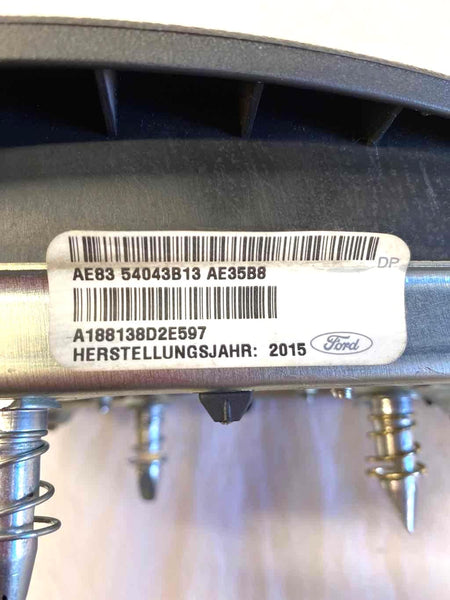 DP
AE83 54043B13 AE35B8
A188138D2E597
HERSTELLUNGSJAHR: 2015 Ford